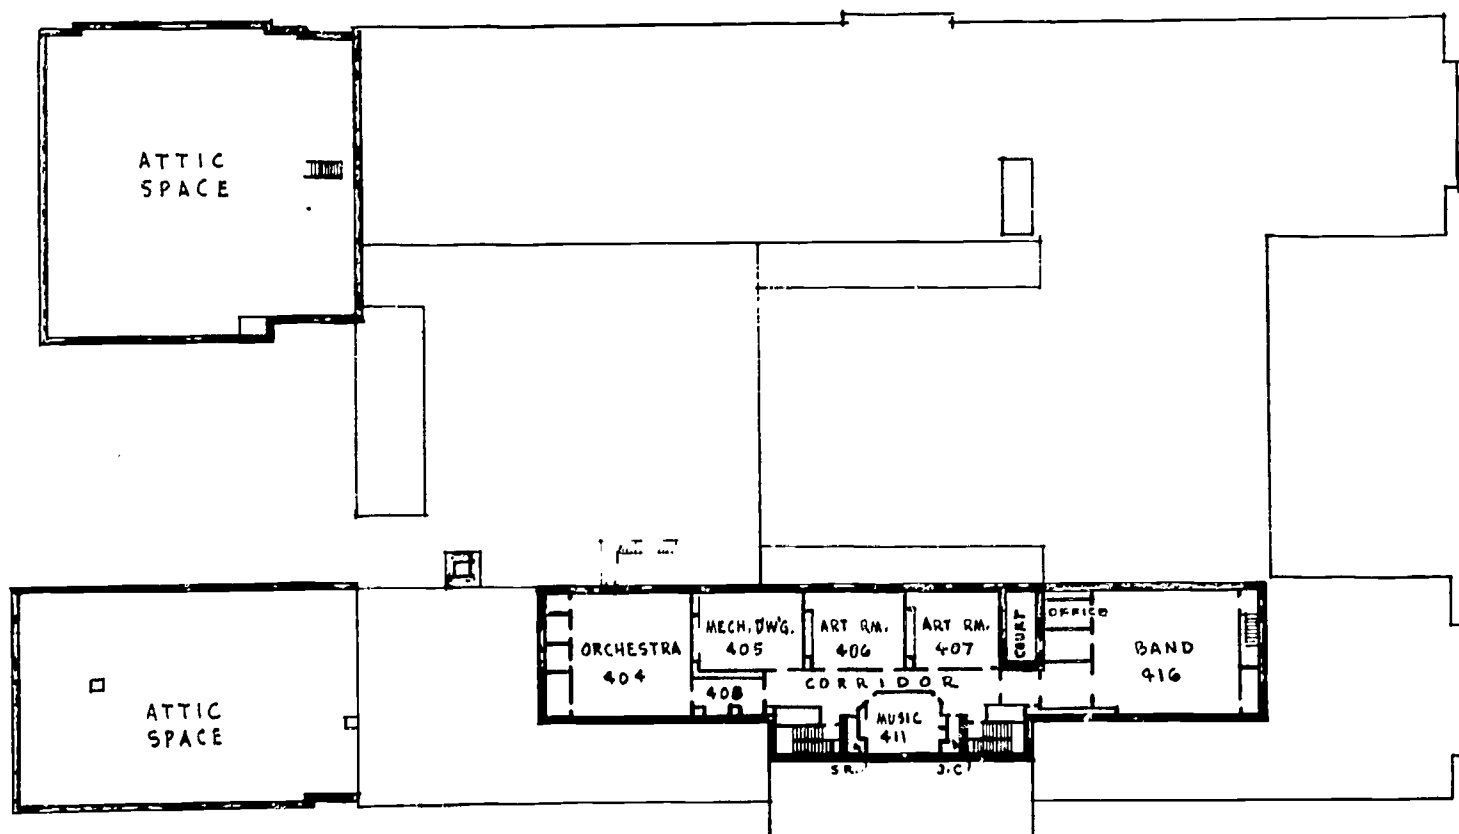 ATTIC
SPACE
ORCHESTRA
404
MECH. DW'G.
405
ART RM.
406
ART RM.
407
COURT
OFFICE
BAND
416
408
CORRIDOR
MUSIC
411
S.R.
J.C
ATTIC
SPACE